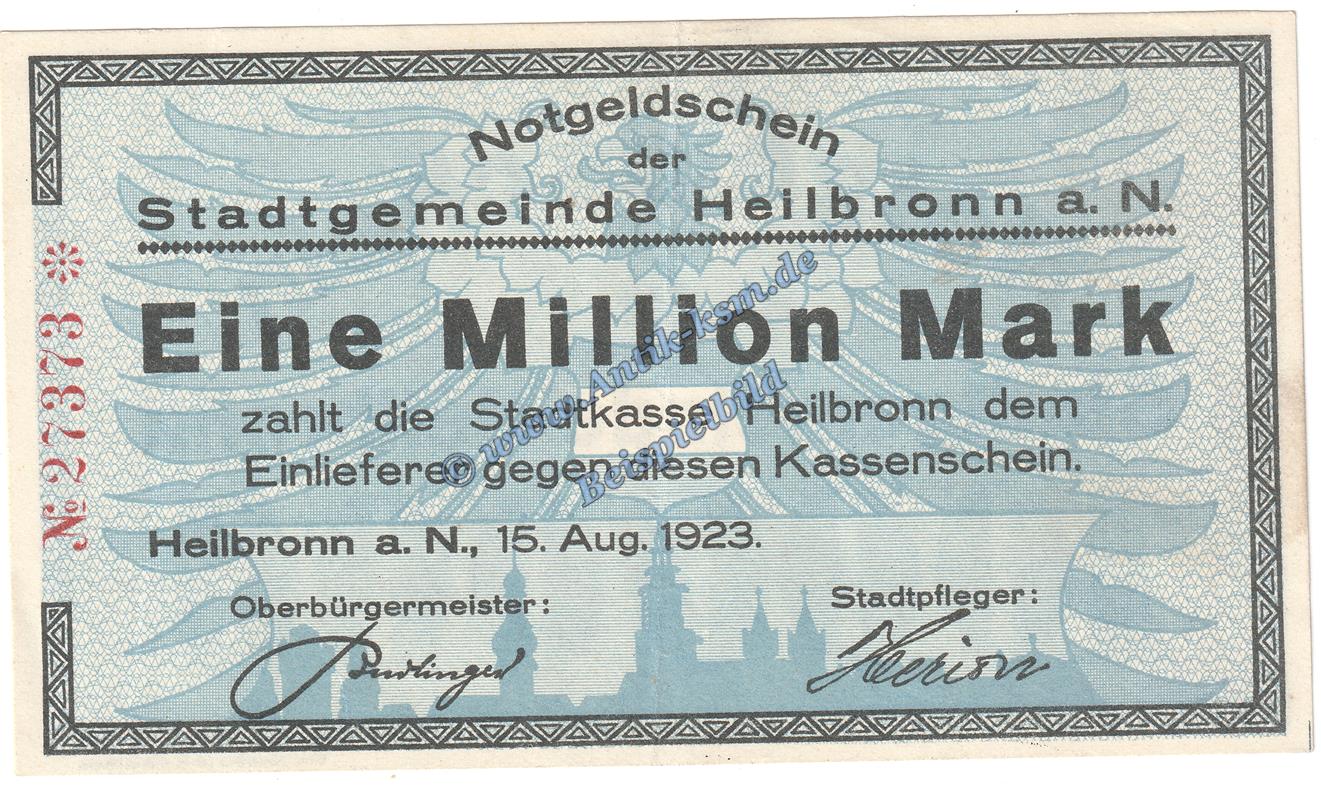 Notgeldschein
der
Stadtgemeinde Heilbronn a. N.
Eine Million Mark
zahlt die Stadtkasse Heilbronn dem
Einlieferer gegen diesen Kassenschein.
Heilbronn a. N., 15. Aug. 1923.
Oberbürgermeister:
Stadtpfleger:
Herion
№ 27373 *
© www.Antik-ksm.de
Beispielbild